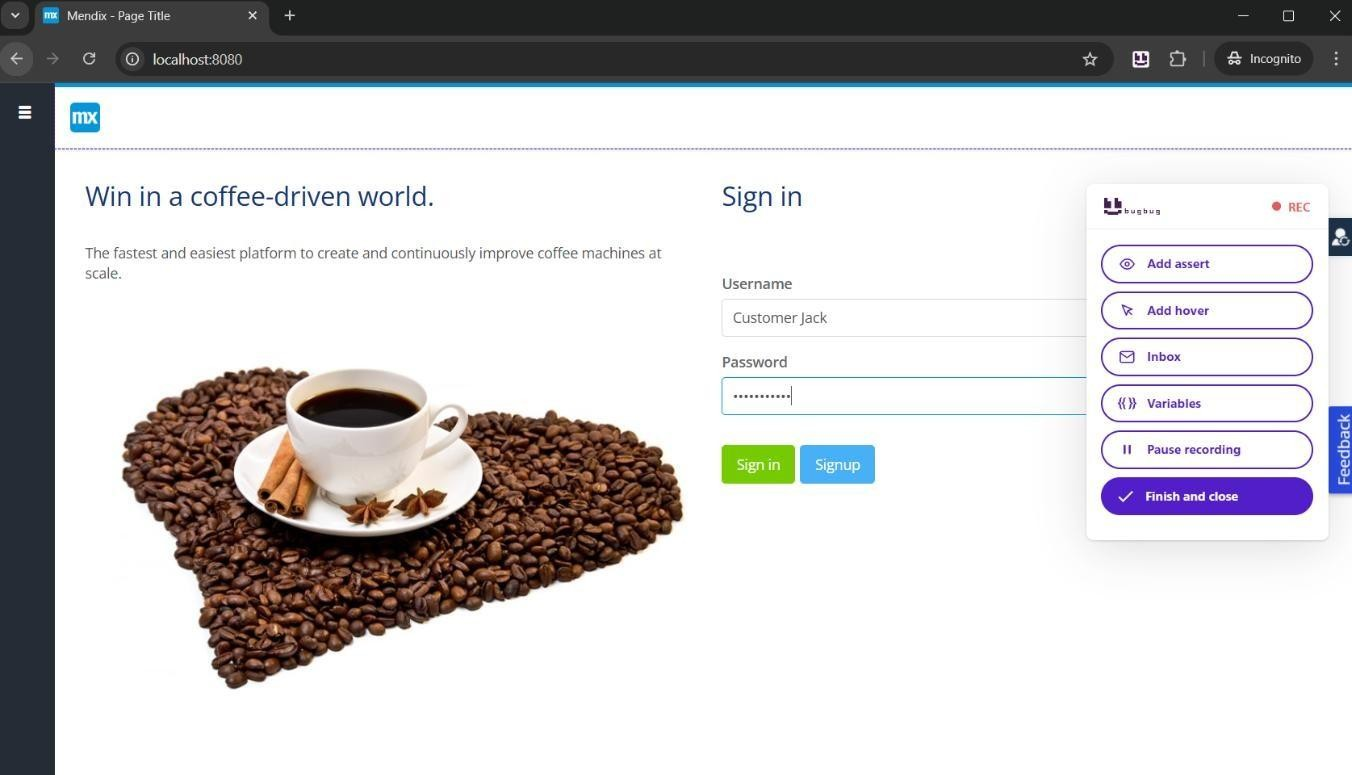 mx
Mendix - Page Title
localhost:8080
Incognito
mx
Win in a coffee-driven world.
The fastest and easiest platform to create and continuously improve coffee machines at
scale.
Sign in
Username
Customer Jack
Password
Sign in
Signup
bugbug
REC
Add assert
Add hover
Inbox
Variables
Pause recording
Finish and close
Feedback